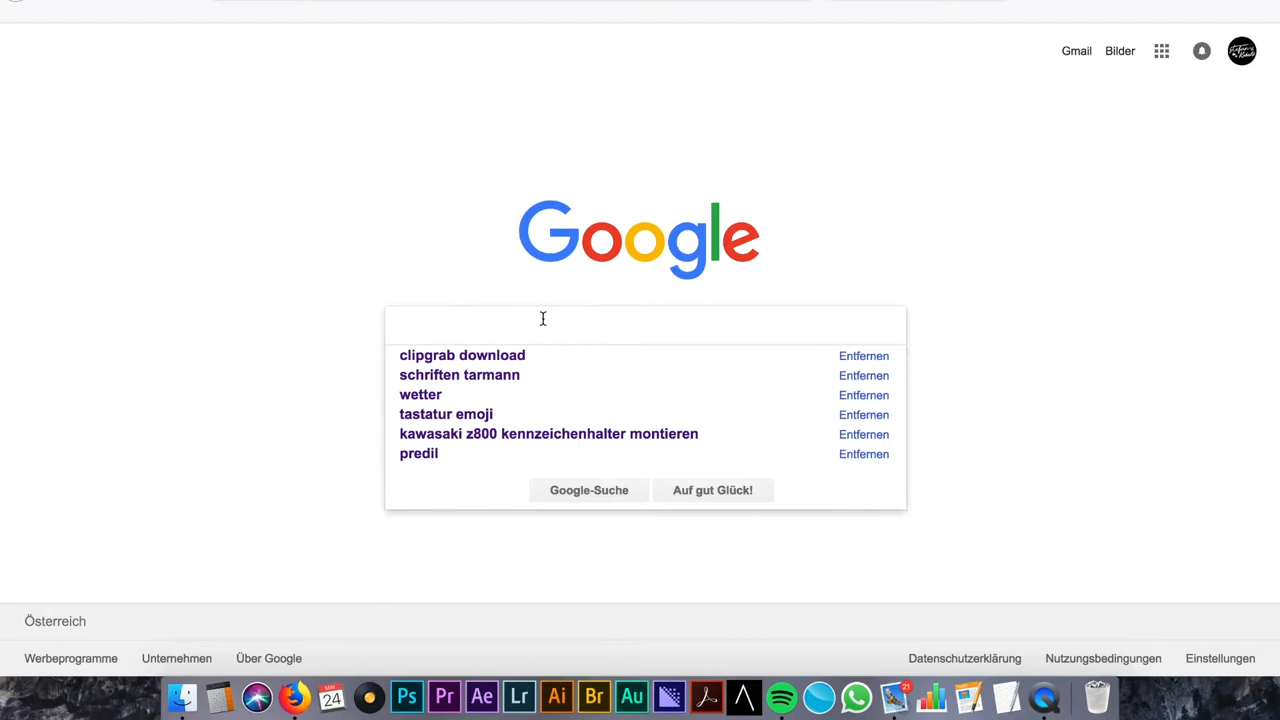 Gmail Bilder
Google
clipgrab download Entfernen
schriften tarmann Entfernen
wetter Entfernen
tastatur emoji Entfernen
kawasaki z800 kennzeichenhalter montieren Entfernen
predil Entfernen
Google-Suche Auf gut Glück!
Österreich
Werbeprogramme Unternehmen Über Google Datenschutzerklärung Nutzungsbedingungen Einstellungen
24 Ps Pr Ae Lr Ai Br Au 21